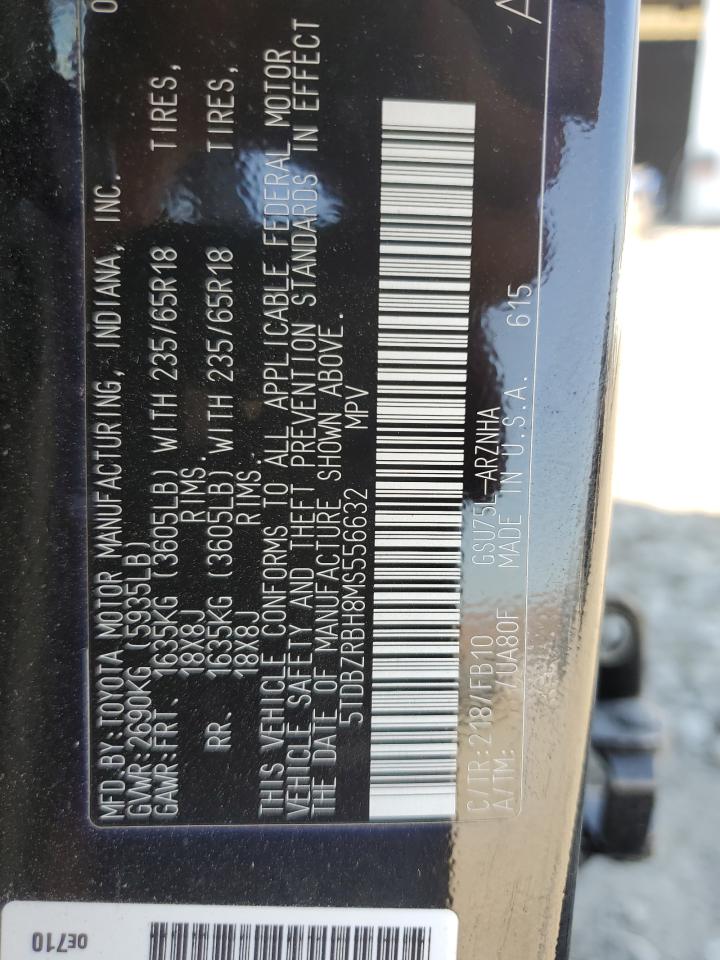 MFD.BY:TOYOTA MOTOR MANUFACTURING, INDIANA, INC.
GVWR: 2690KG (5935LB)
GAWR:FRT. 1635KG (3605LB) WITH 235/65R18 TIRES,
18X8J RIMS.
RR. 1635KG (3605LB) WITH 235/65R18 TIRES,
18X8J RIMS.
THIS VEHICLE CONFORMS TO ALL APPLICABLE FEDERAL MOTOR
VEHICLE SAFETY AND THEFT PREVENTION STANDARDS IN EFFECT
THE DATE OF MANUFACTURE SHOWN ABOVE.
5TDBZRBH8MS556632 MPV
C/TR:218/FB10 GSU75L-ARZNHA
A/TM: /UA80F MADE IN U.S.A. 615
0E710